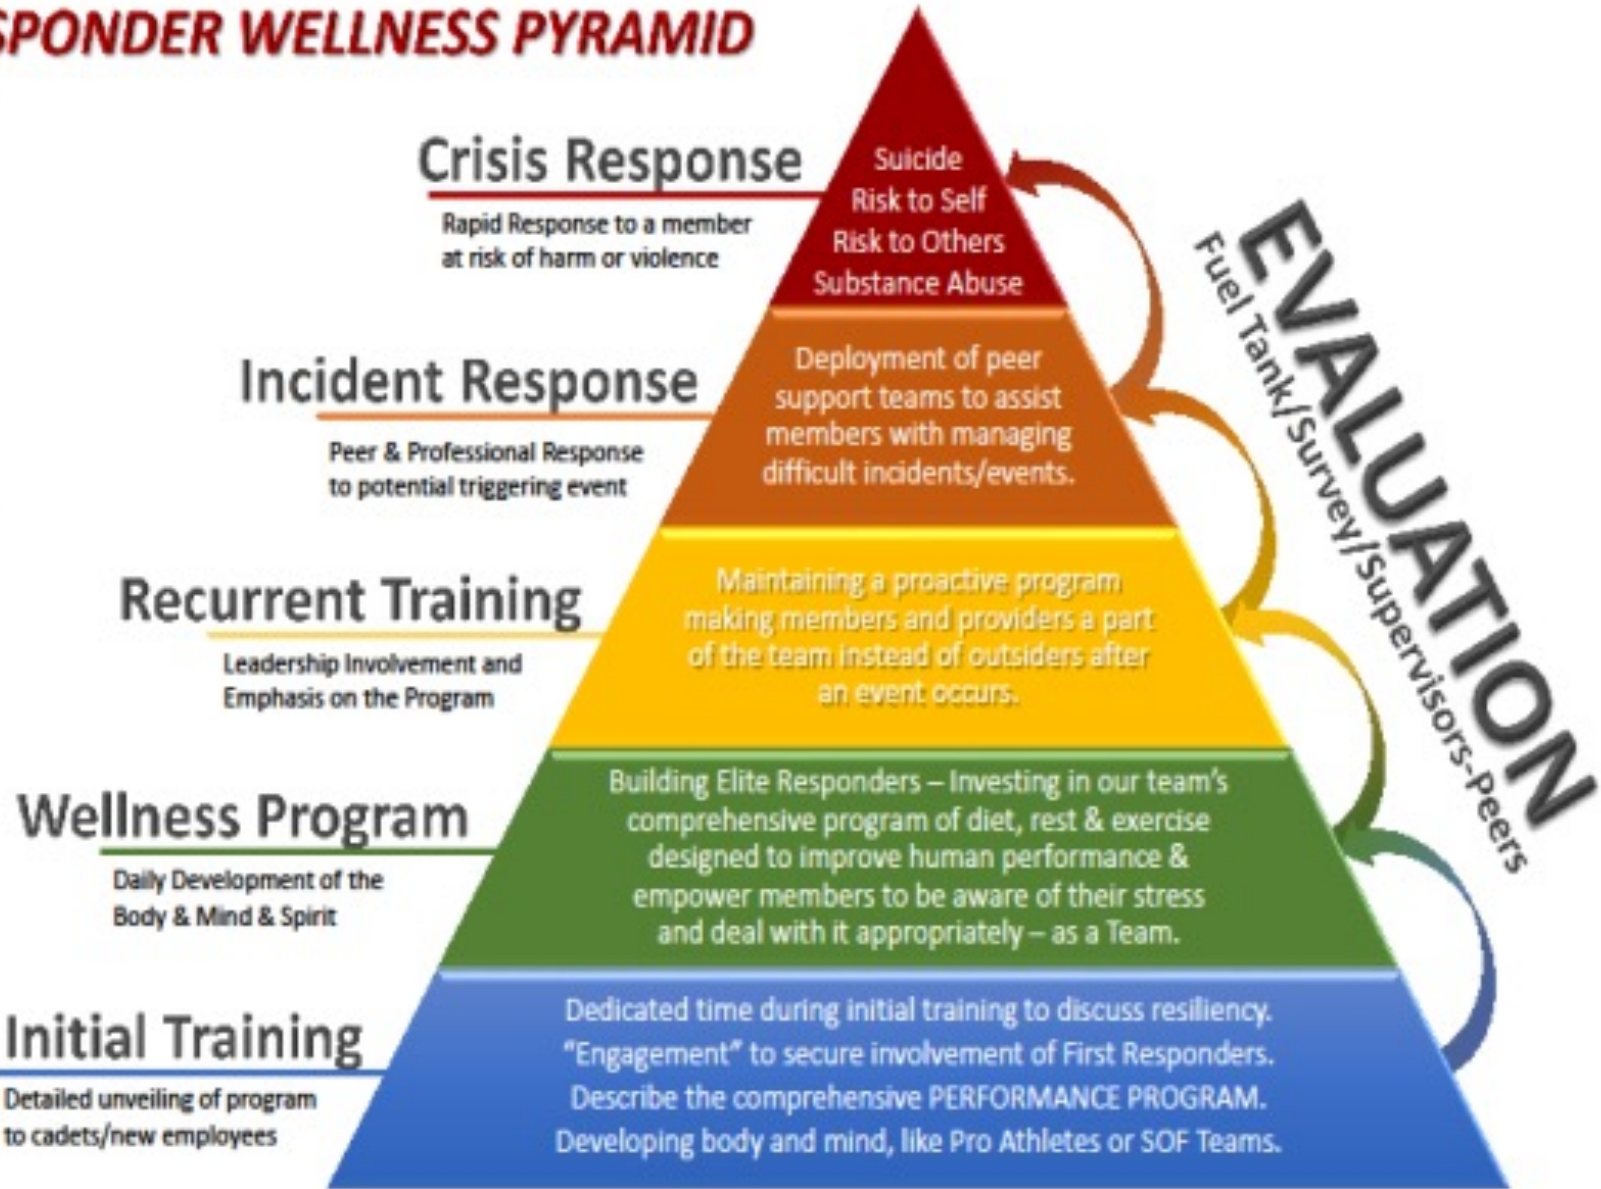 SPONDER WELLNESS PYRAMID
Crisis Response
Rapid Response to a member
at risk of harm or violence
Suicide
Risk to Self
Risk to Others
Substance Abuse
Incident Response
Peer & Professional Response
to potential triggering event
Deployment of peer
support teams to assist
members with managing
difficult incidents/events.
Recurrent Training
Leadership Involvement and
Emphasis on the Program
Maintaining a proactive program
making members and providers a part
of the team instead of outsiders after
an event occurs.
Wellness Program
Daily Development of the
Body & Mind & Spirit
Building Elite Responders – Investing in our team's
comprehensive program of diet, rest & exercise
designed to improve human performance &
empower members to be aware of their stress
and deal with it appropriately – as a Team.
Initial Training
Detailed unveiling of program
to cadets/new employees
Dedicated time during initial training to discuss resiliency.
"Engagement" to secure involvement of First Responders.
Describe the comprehensive PERFORMANCE PROGRAM.
Developing body and mind, like Pro Athletes or SOF Teams.
EVALUATION
Fuel Tank/Survey/Supervisors-Peers